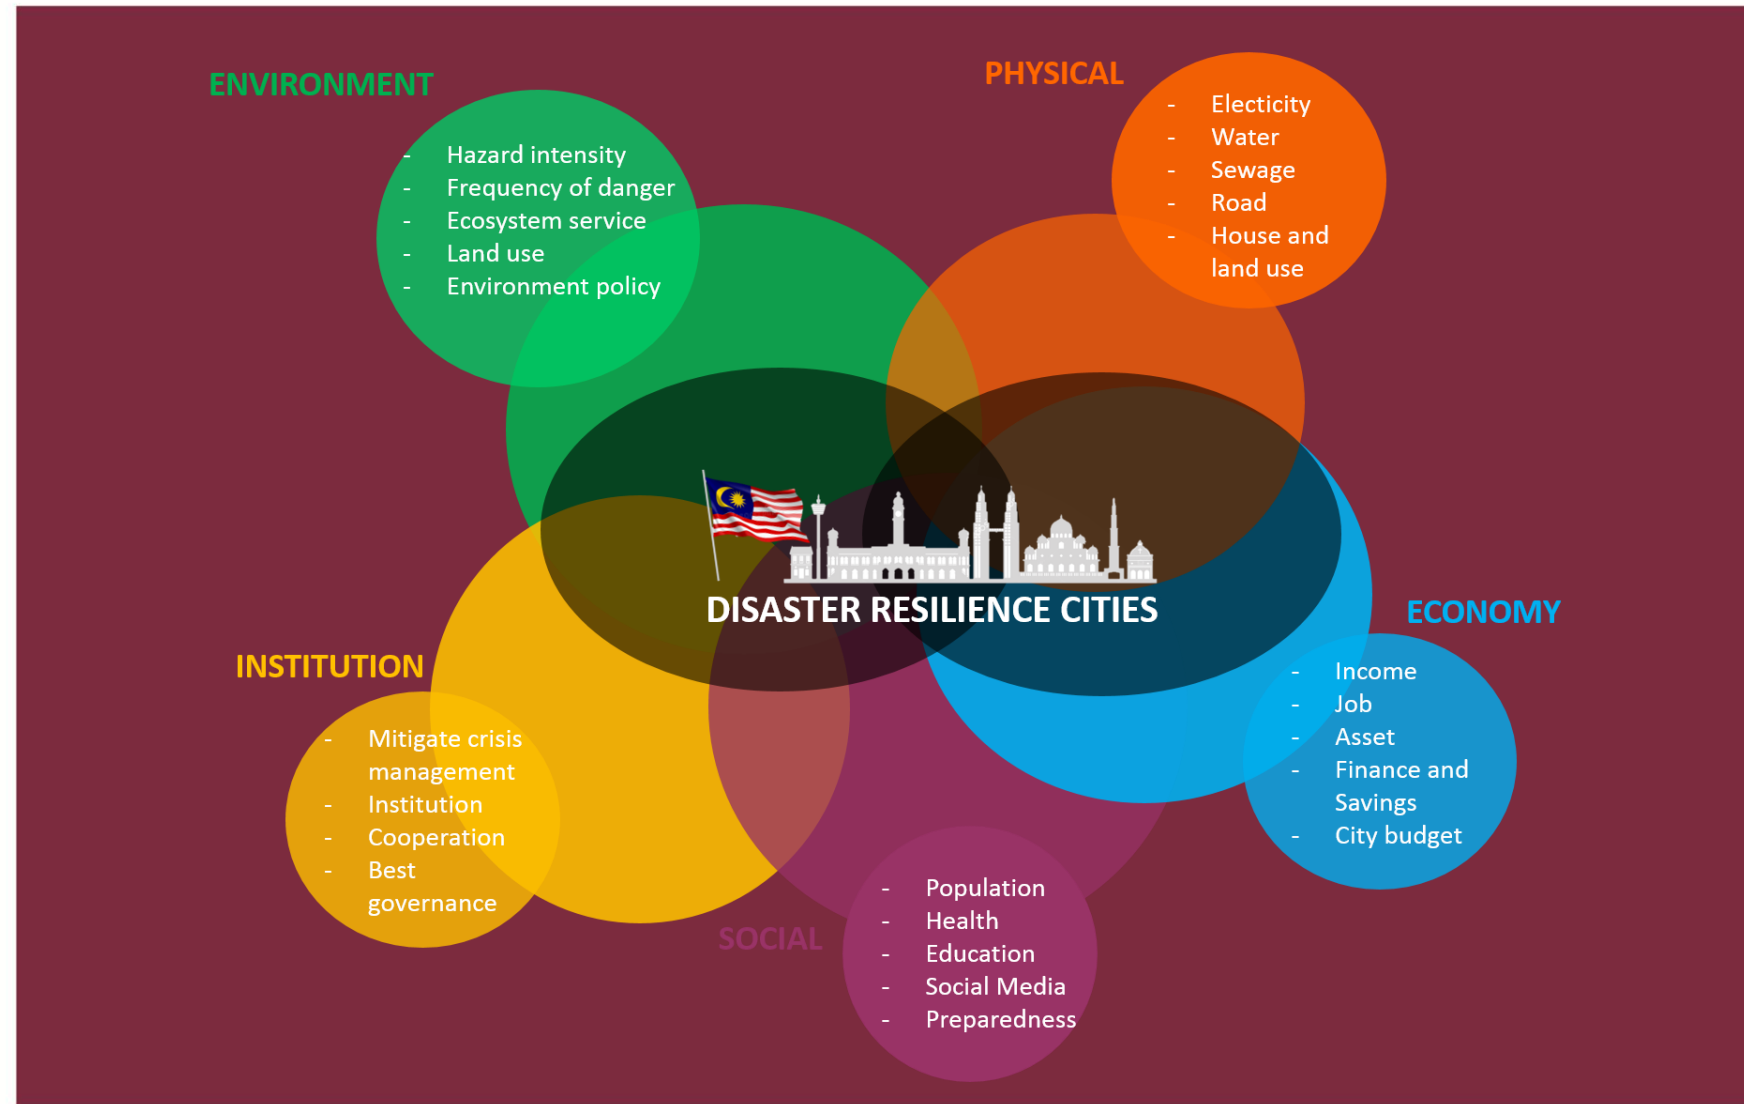 ENVIRONMENT
- Hazard intensity
- Frequency of danger
- Ecosystem service
- Land use
- Environment policy
PHYSICAL
- Electicity
- Water
- Sewage
- Road
- House and
land use
DISASTER RESILIENCE CITIES
ECONOMY
- Income
- Job
- Asset
- Finance and
Savings
- City budget
INSTITUTION
- Mitigate crisis
management
- Institution
- Cooperation
- Best
governance
SOCIAL
- Population
- Health
- Education
- Social Media
- Preparedness